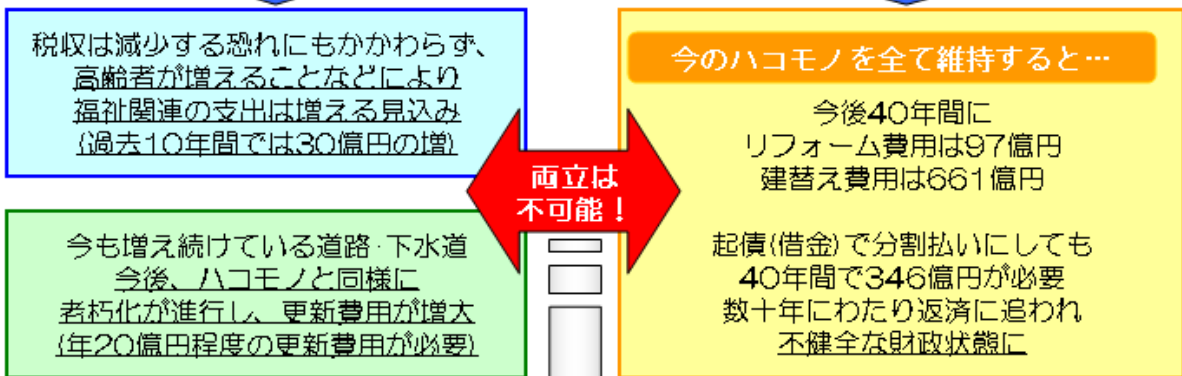 税収は減少する恐れにもかかわらず、
高齢者が増えることなどにより
福祉関連の支出は増える見込み
(過去10年間では30億円の増)
今も増え続けている道路・下水道
今後、ハコモノと同様に
老朽化が進行し、更新費用が増大
(年20億円程度の更新費用が必要)
両立は
不可能！
今のハコモノを全て維持すると…
今後40年間に
リフォーム費用は97億円
建替え費用は661億円
起債(借金)で分割払いにしても
40年間で346億円が必要
数十年にわたり返済に追われ
不健全な財政状態に